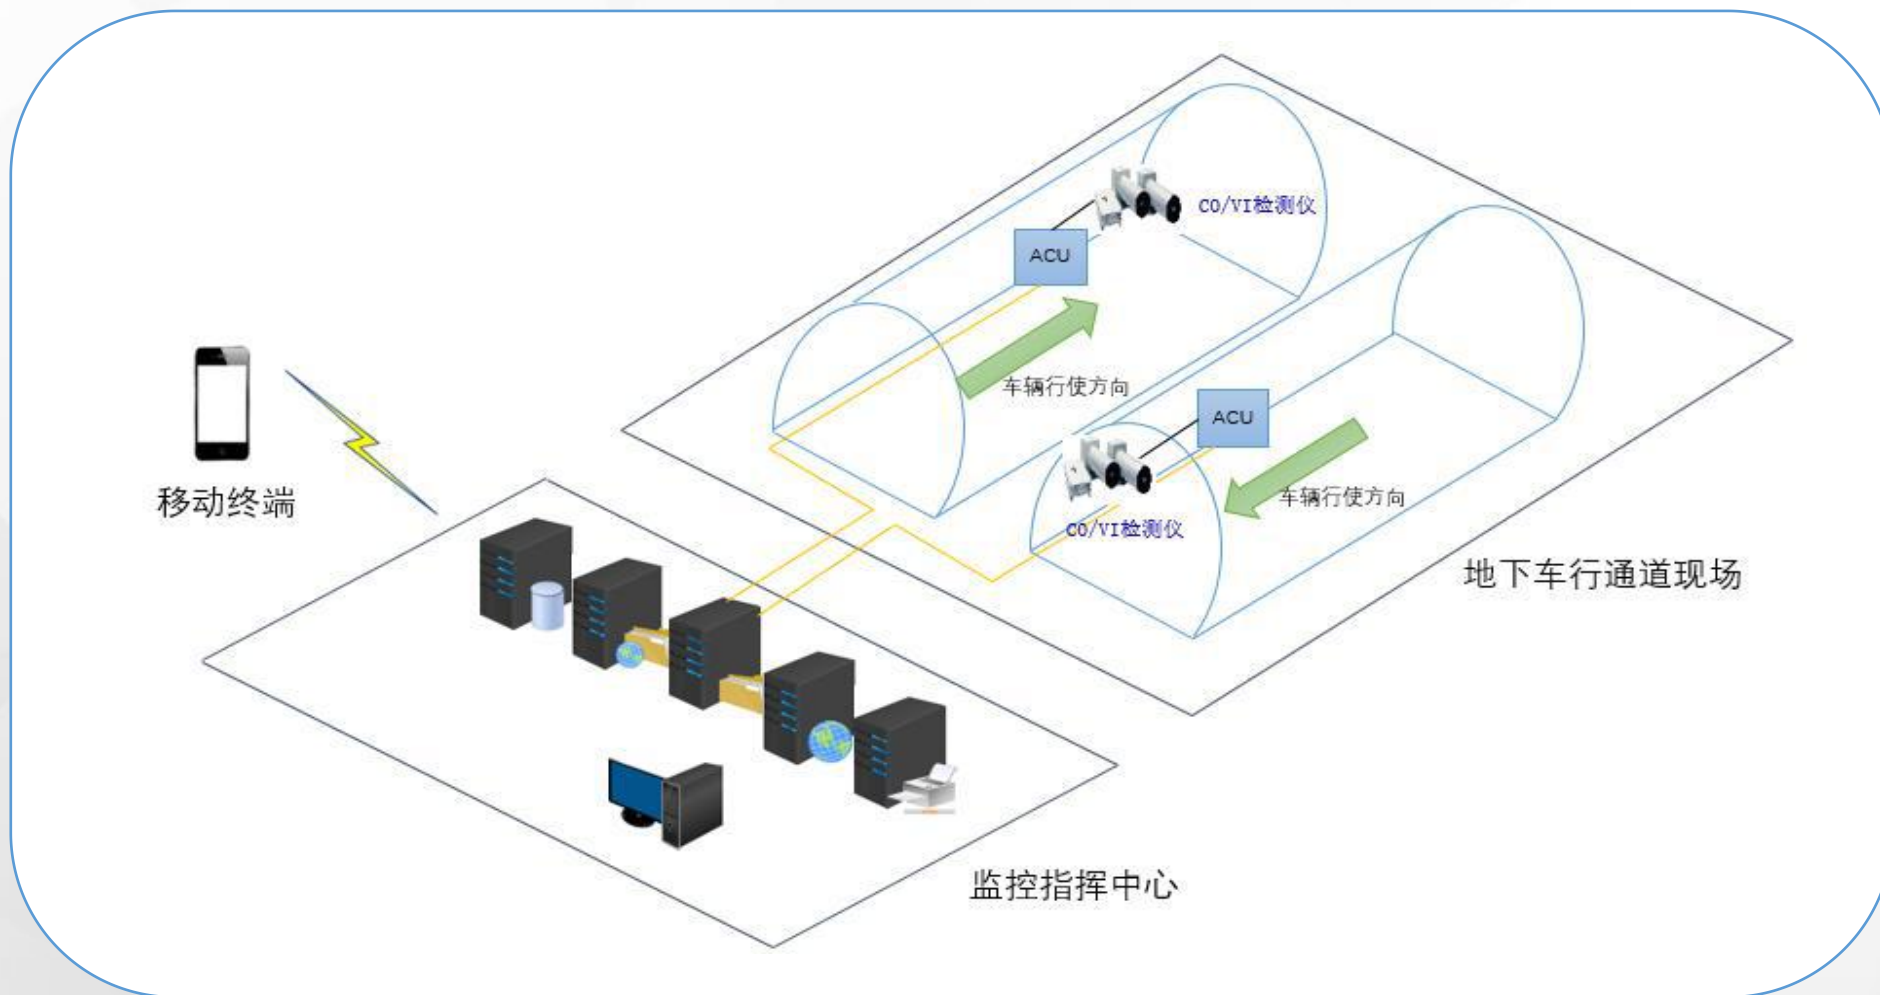 CO/VI检测仪
ACU
车辆行使方向
ACU
车辆行使方向
CO/VI检测仪
移动终端
地下车行通道现场
监控指挥中心